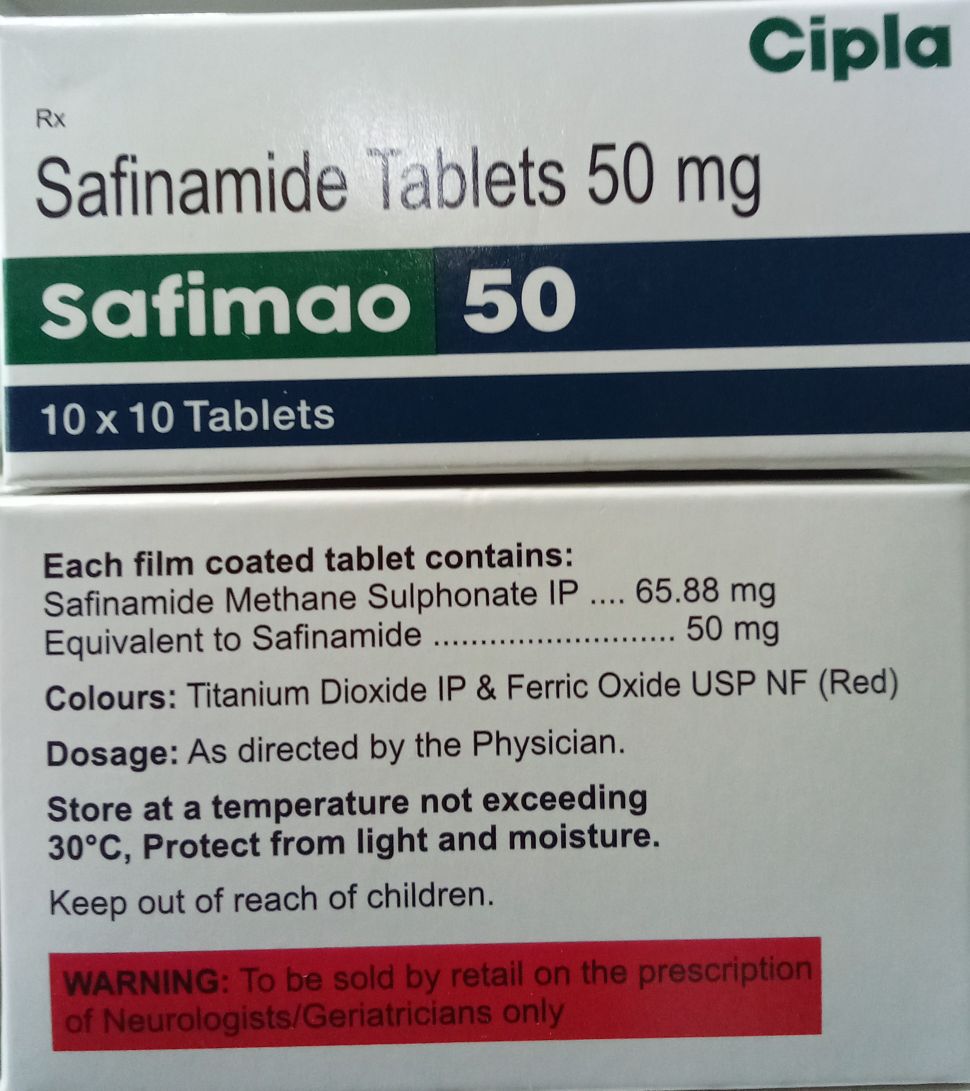 Cipla
Rx
Safinamide Tablets 50 mg
Safimao 50
10 x 10 Tablets
Each film coated tablet contains:
Safinamide Methane Sulphonate IP .... 65.88 mg
Equivalent to Safinamide .......................... 50 mg
Colours: Titanium Dioxide IP & Ferric Oxide USP NF (Red)
Dosage: As directed by the Physician.
Store at a temperature not exceeding
30°C, Protect from light and moisture.
Keep out of reach of children.
WARNING: To be sold by retail on the prescription
of Neurologists/Geriatricians only